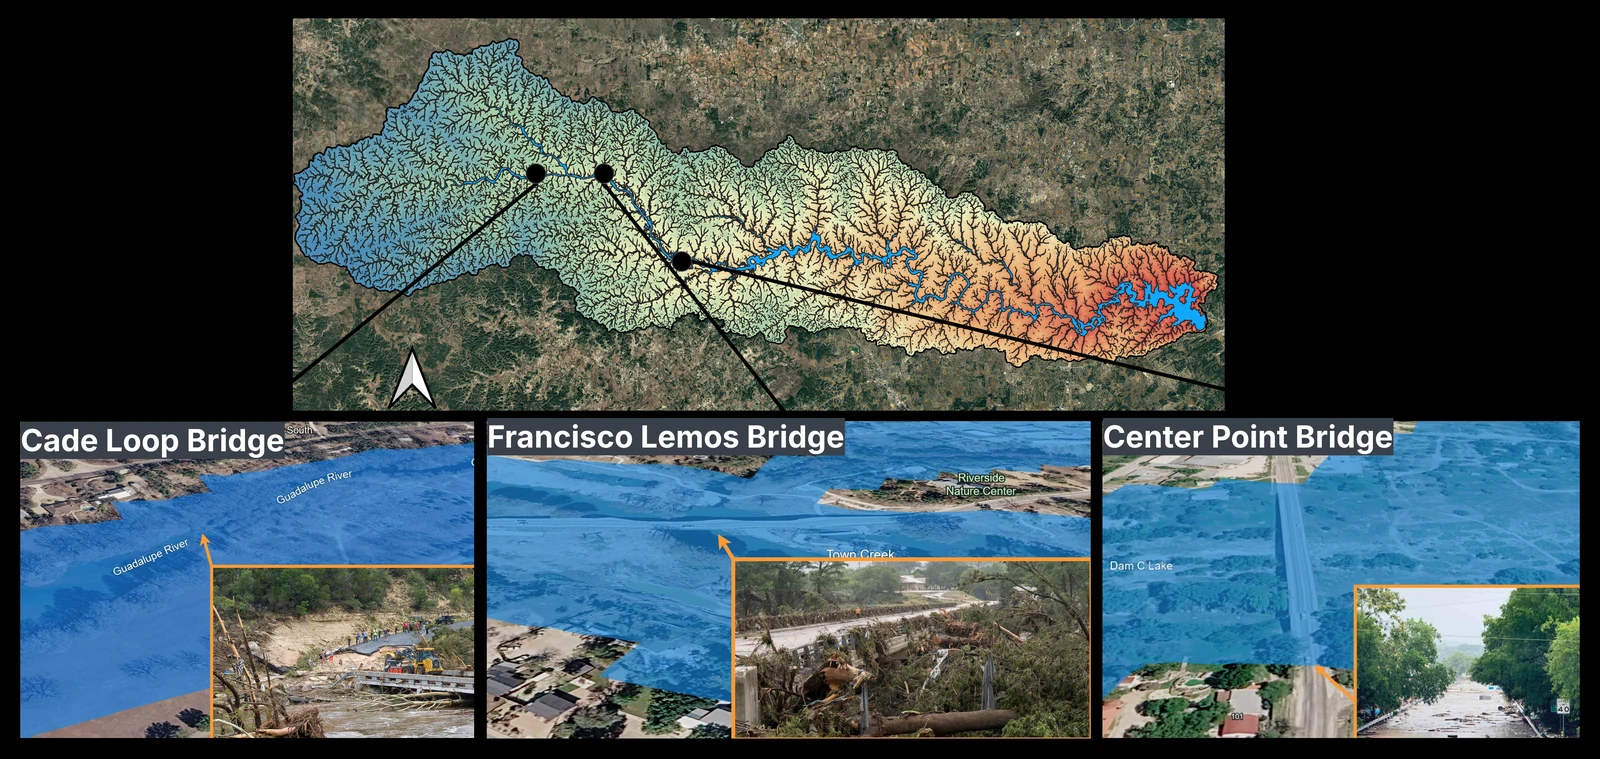 Cade Loop Bridge
South
Guadalupe River
Guadalupe River
Francisco Lemos Bridge
Riverside
Nature Center
Town Creek
Center Point Bridge
Dam C Lake
101
40